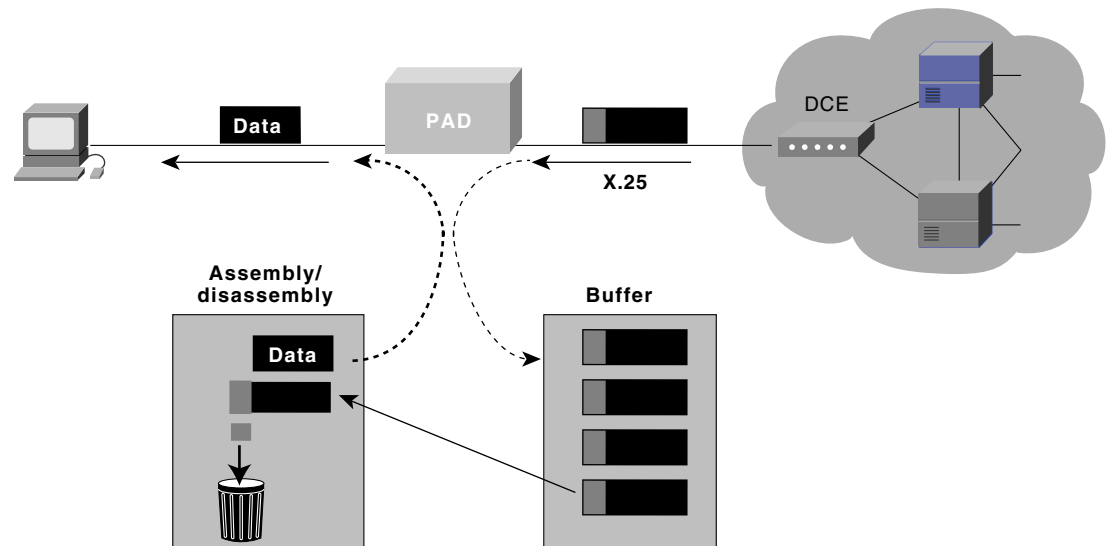 DCE
Data
PAD
X.25
Assembly/
disassembly
Buffer
Data